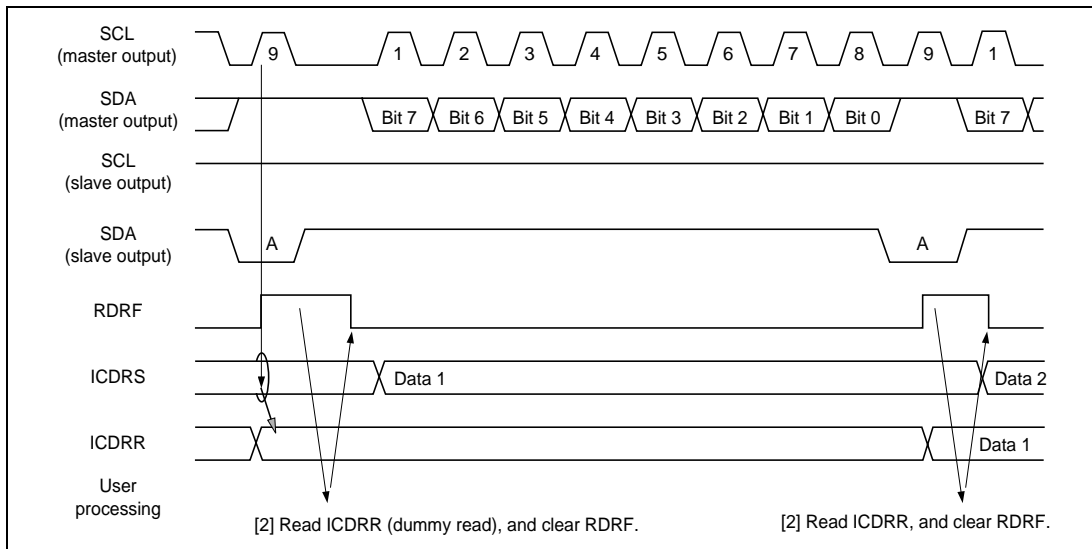 SCL
(master output)
9 1 2 3 4 5 6 7 8 9 1
SDA
(master output)
Bit 7 Bit 6 Bit 5 Bit 4 Bit 3 Bit 2 Bit 1 Bit 0 Bit 7
SCL
(slave output)
SDA
(slave output)
A A
RDRF
ICDRS
Data 1 Data 2
ICDRR
Data 1
User
processing
[2] Read ICDRR (dummy read), and clear RDRF. [2] Read ICDRR, and clear RDRF.